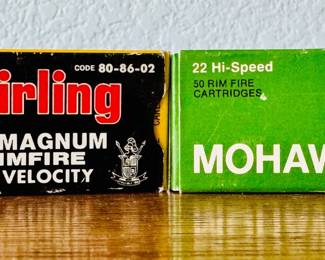 CODE 80-86-02
irling
MAGNUM
IMFIRE
VELOCITY
22 Hi-Speed
50 RIM FIRE
CARTRIDGES
MOHAW